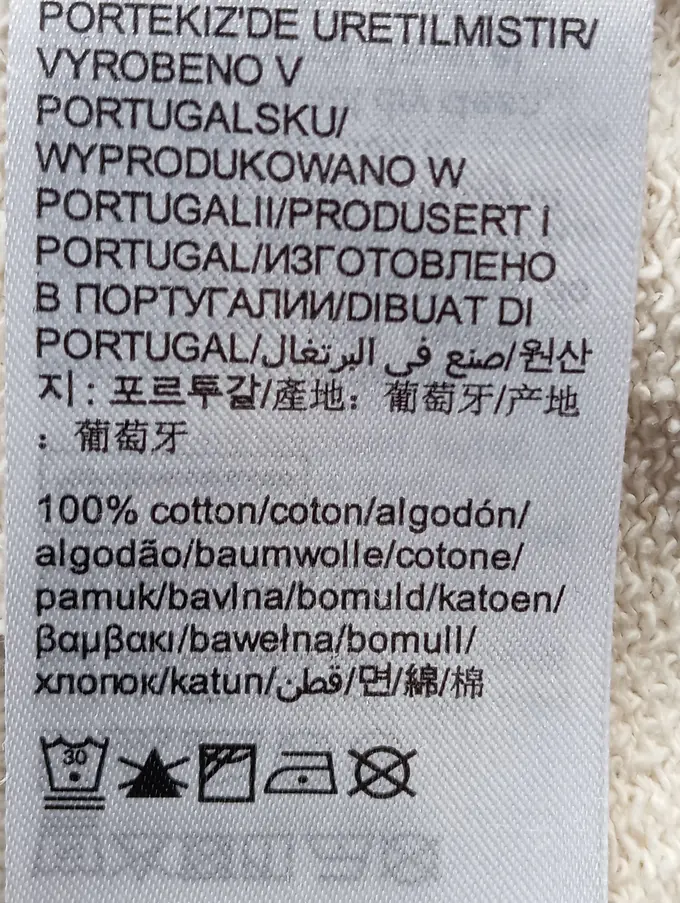 PORTEKIZ'DE URETILMISTIR/
VYROBENO V
PORTUGALSKU/
WYPRODUKOWANO W
PORTUGALII/PRODUSERT I
PORTUGAL/ИЗГОТОВЛЕНО
В ПОРТУГАЛИИ/DIBUAT DI
PORTUGAL/صنع في البرتغال/원산
지: 포르투갈/產地：葡萄牙/产地
：葡萄牙
100% cotton/coton/algodón/
algodão/baumwolle/cotone/
pamuk/bavlna/bomuld/katoen/
βαμβακι/bawełna/bomull/
хлопок/katun/قطن/면/綿/棉
30